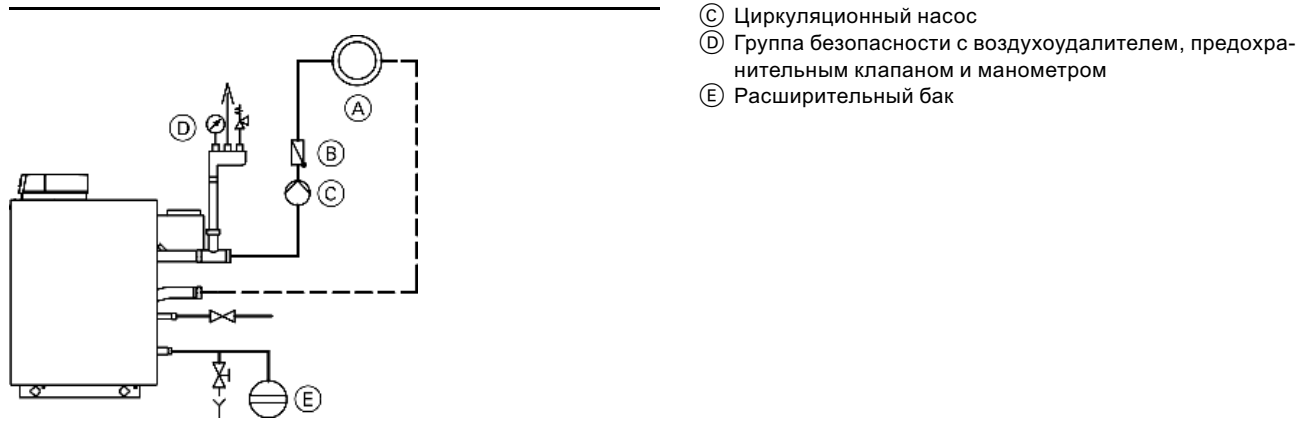 Ⓒ Циркуляционный насос
Ⓓ Группа безопасности с воздухоудалителем, предохра-
нительным клапаном и манометром
Ⓔ Расширительный бак
Ⓐ
Ⓓ
Ⓑ
Ⓒ
Ⓔ